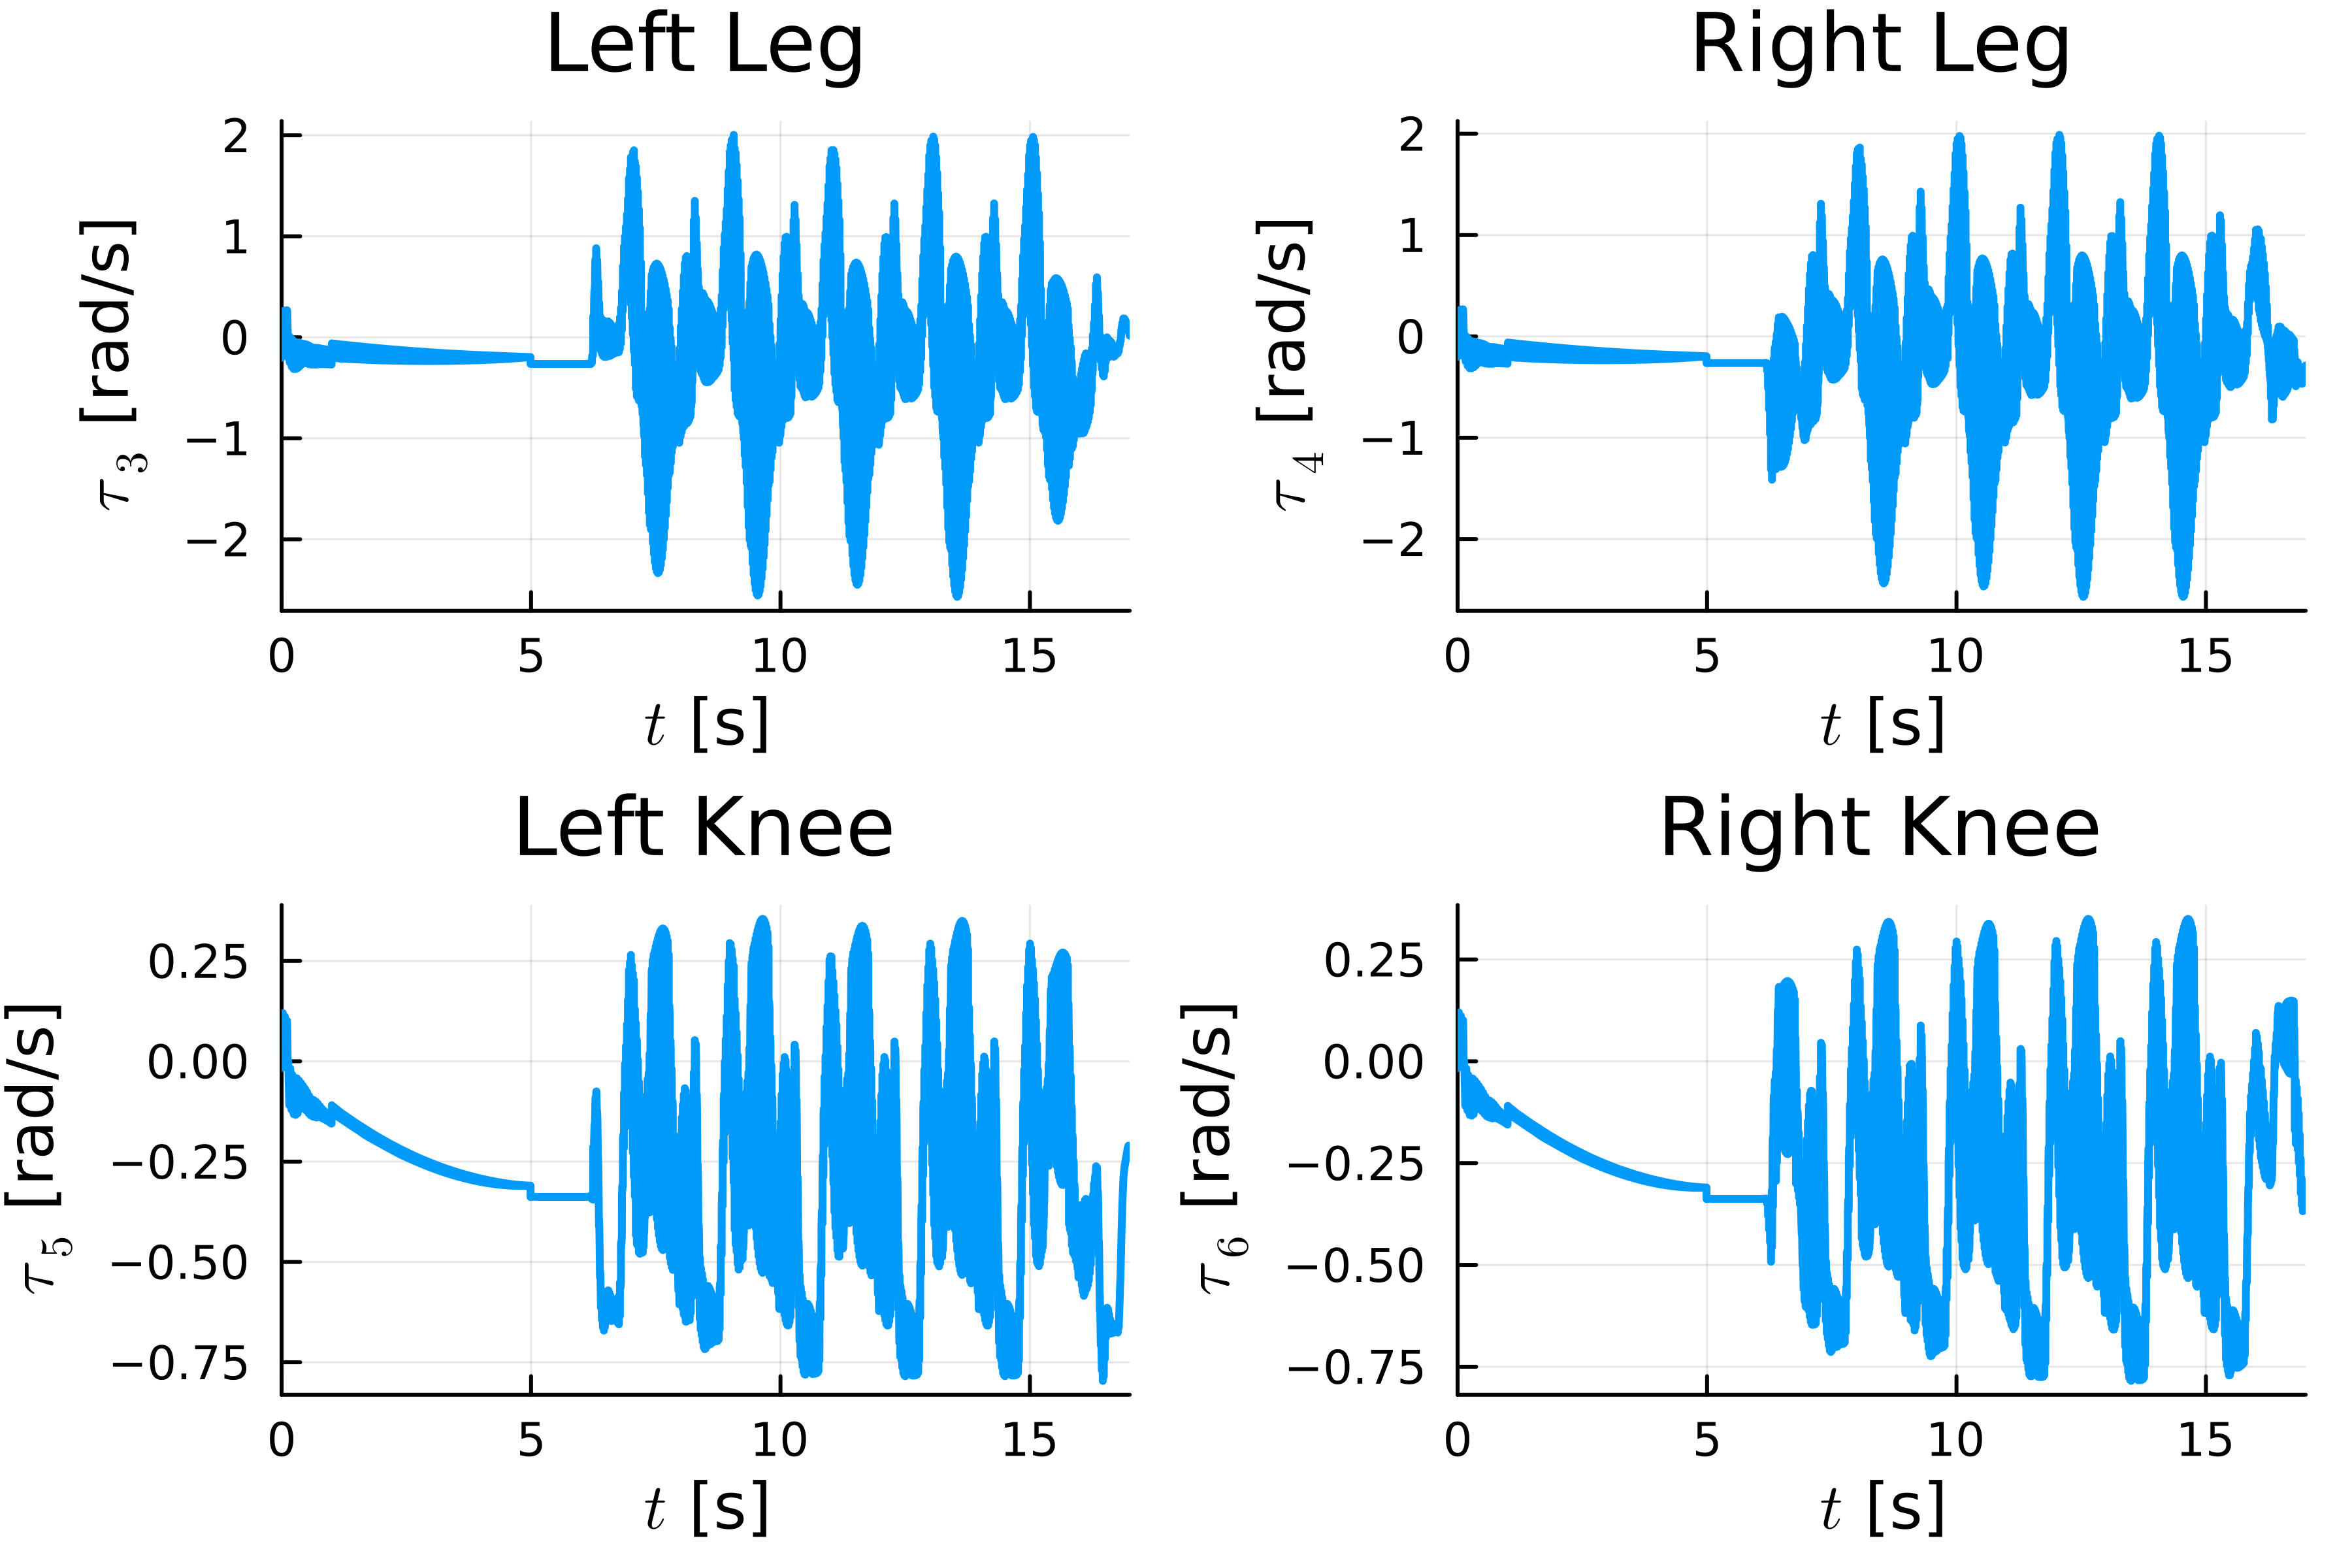 Left Leg
τ3 [rad/s]
2
1
0
−1
−2
0 5 10 15
t [s]
Right Leg
τ4 [rad/s]
2
1
0
−1
−2
0 5 10 15
t [s]
Left Knee
τ5 [rad/s]
0.25
0.00
−0.25
−0.50
−0.75
0 5 10 15
t [s]
Right Knee
τ6 [rad/s]
0.25
0.00
−0.25
−0.50
−0.75
0 5 10 15
t [s]